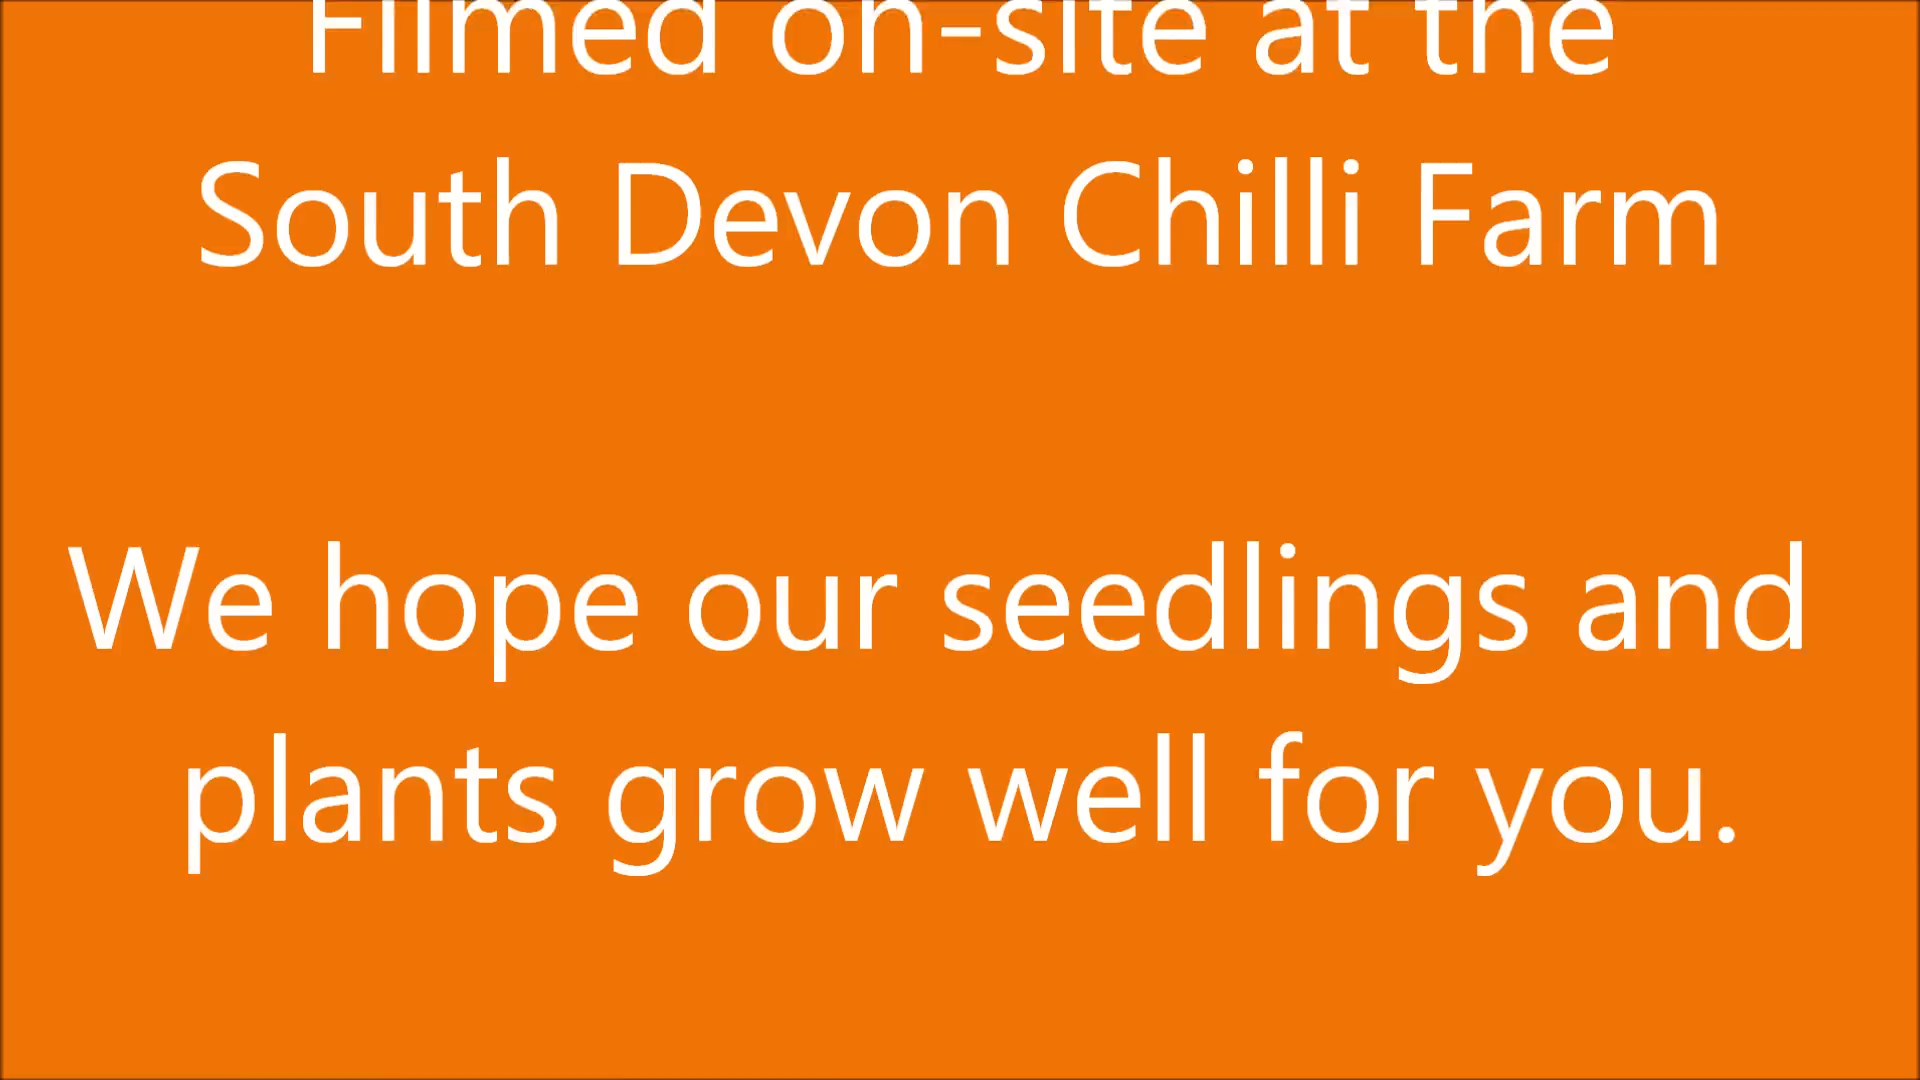 Filmed on-site at the
South Devon Chilli Farm
We hope our seedlings and
plants grow well for you.